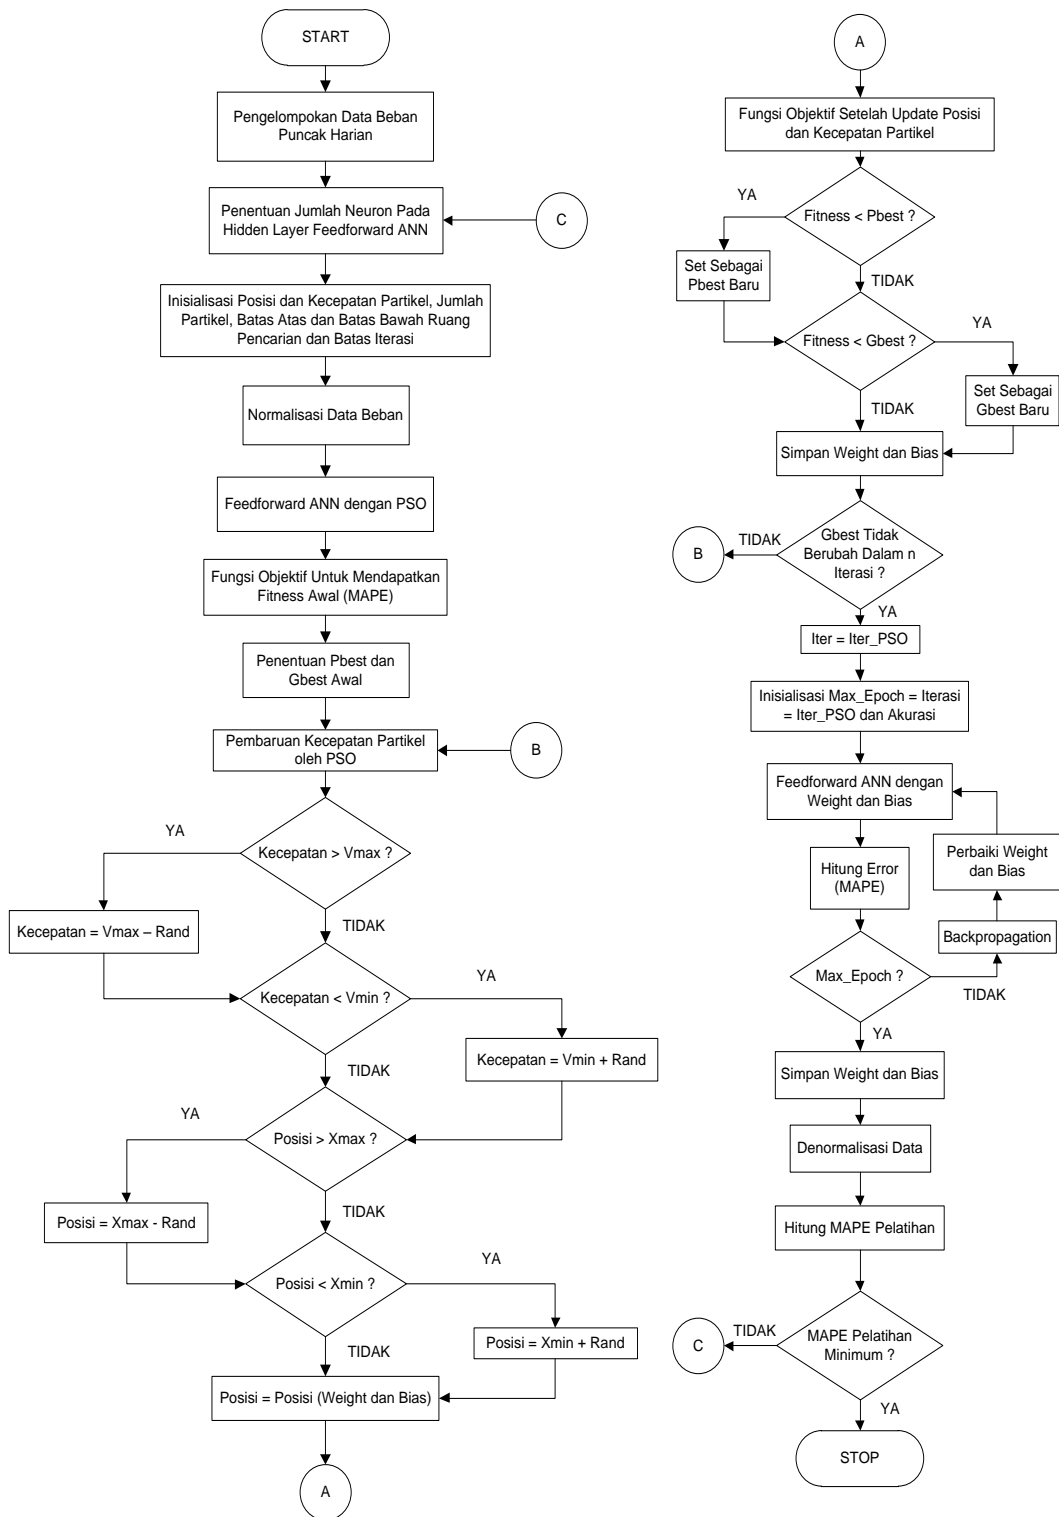 START
Pengelompokan Data Beban
Puncak Harian
Penentuan Jumlah Neuron Pada
Hidden Layer Feedforward ANN
C
Inisialisasi Posisi dan Kecepatan Partikel, Jumlah
Partikel, Batas Atas dan Batas Bawah Ruang
Pencarian dan Batas Iterasi
Normalisasi Data Beban
Feedforward ANN dengan PSO
Fungsi Objektif Untuk Mendapatkan
Fitness Awal (MAPE)
Penentuan Pbest dan
Gbest Awal
Pembaruan Kecepatan Partikel
oleh PSO
B
YA
Kecepatan > Vmax ?
Kecepatan = Vmax – Rand
TIDAK
Kecepatan < Vmin ?
YA
Kecepatan = Vmin + Rand
TIDAK
YA
Posisi > Xmax ?
Posisi = Xmax - Rand
TIDAK
Posisi < Xmin ?
YA
Posisi = Xmin + Rand
TIDAK
Posisi = Posisi (Weight dan Bias)
A
A
Fungsi Objektif Setelah Update Posisi
dan Kecepatan Partikel
YA
Fitness < Pbest ?
Set Sebagai
Pbest Baru
TIDAK
Fitness < Gbest ?
YA
Set Sebagai
Gbest Baru
TIDAK
Simpan Weight dan Bias
Gbest Tidak
Berubah Dalam n
Iterasi ?
TIDAK
B
YA
Iter = Iter_PSO
Inisialisasi Max_Epoch = Iterasi
= Iter_PSO dan Akurasi
Feedforward ANN dengan
Weight dan Bias
Hitung Error
(MAPE)
Perbaiki Weight
dan Bias
Backpropagation
Max_Epoch ?
TIDAK
YA
Simpan Weight dan Bias
Denormalisasi Data
Hitung MAPE Pelatihan
MAPE Pelatihan
Minimum ?
TIDAK
C
YA
STOP